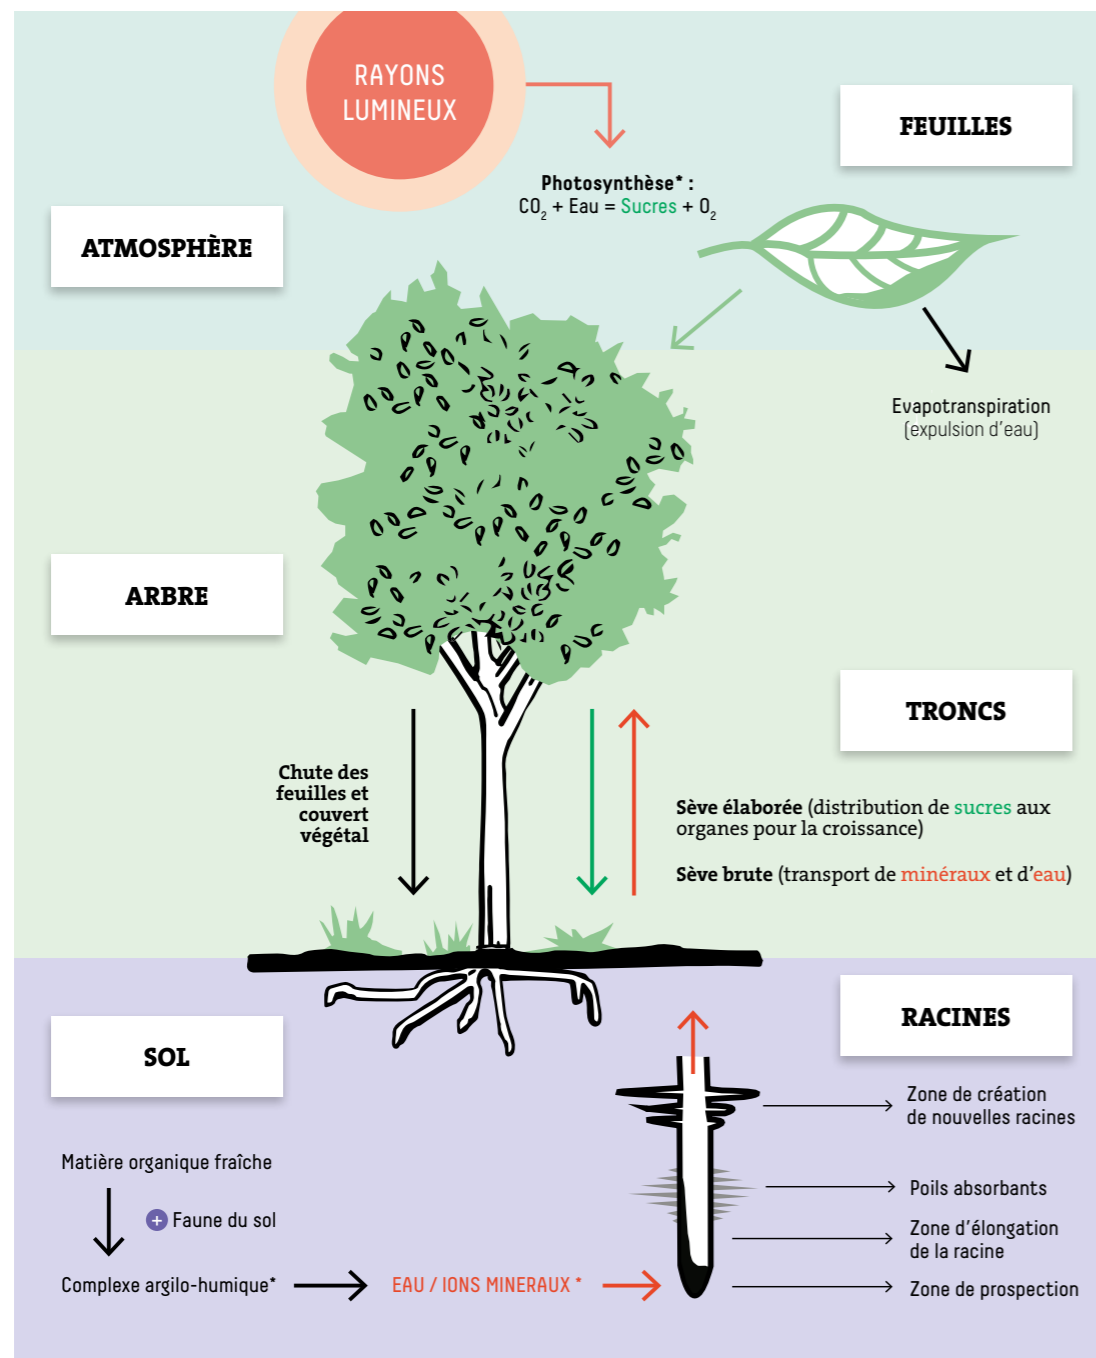 RAYONS
LUMINEUX
FEUILLES
Photosynthèse* :
CO₂ + Eau = Sucres + O₂
ATMOSPHÈRE
Evapotranspiration
(expulsion d'eau)
ARBRE
TRONCS
Chute des
feuilles et
couvert
végétal
Sève élaborée (distribution de sucres aux
organes pour la croissance)
Sève brute (transport de minéraux et d'eau)
RACINES
SOL
Zone de création
de nouvelles racines
Matière organique fraîche
Poils absorbants
+ Faune du sol
Zone d'élongation
de la racine
Complexe argilo-humique*
EAU / IONS MINERAUX *
Zone de prospection